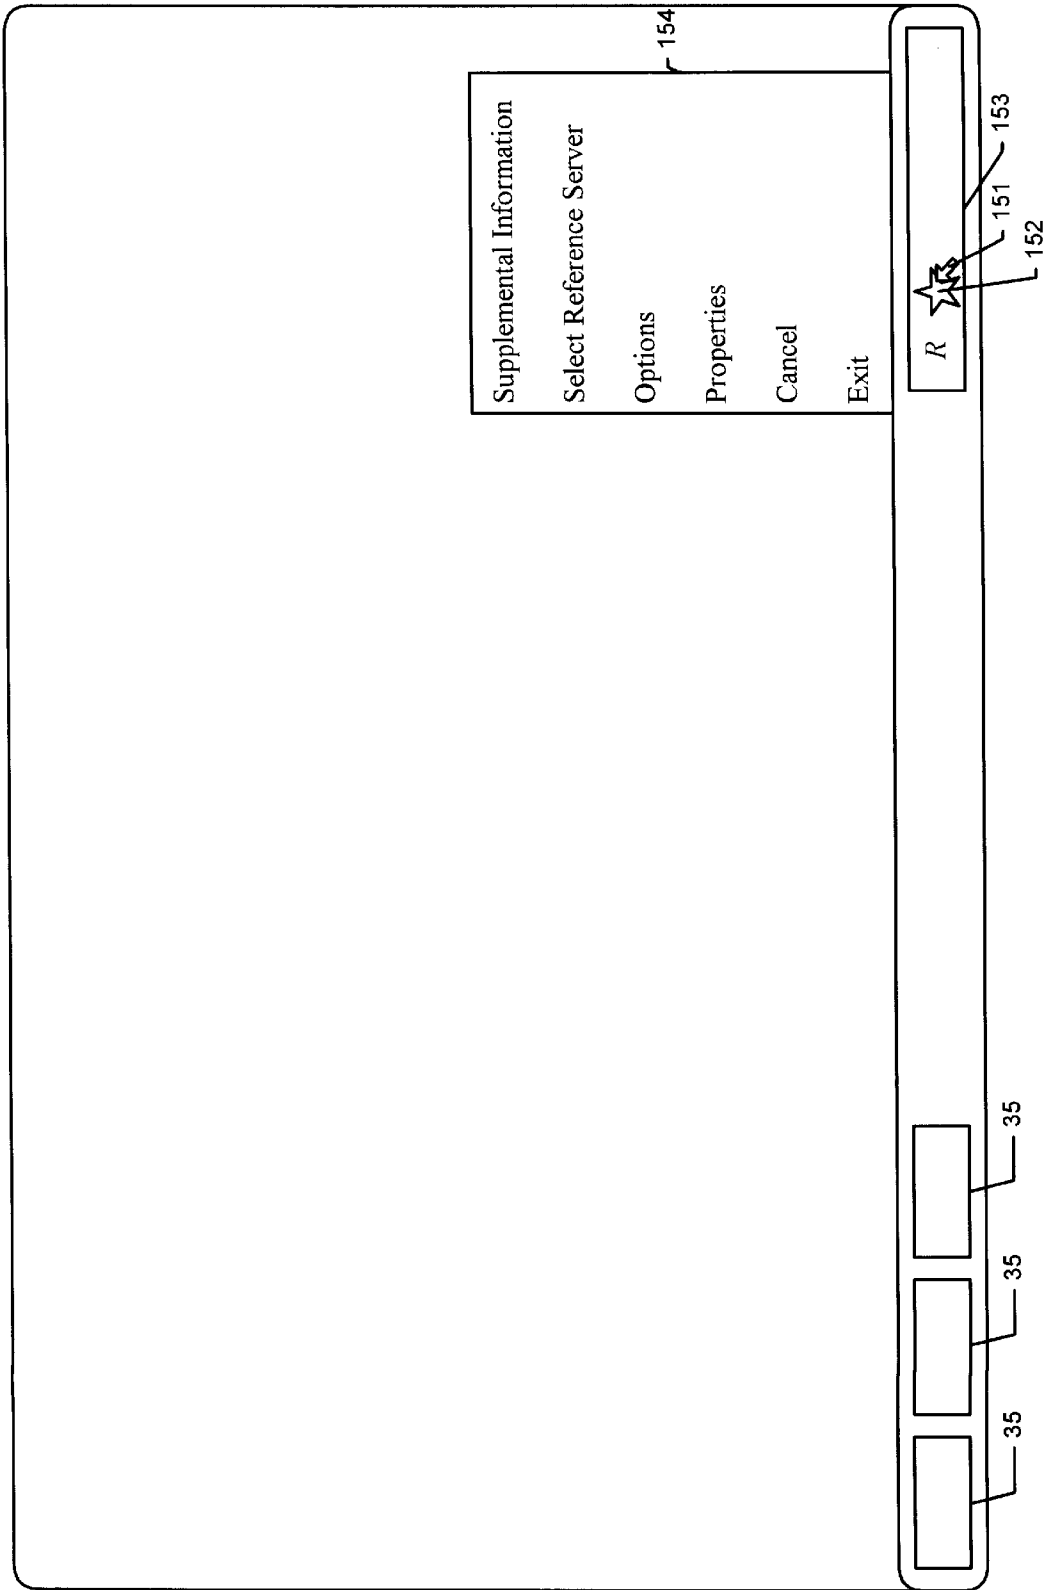 154
Supplemental Information
Select Reference Server
Options
Properties
Cancel
Exit
R
153
151
152
35
35
35